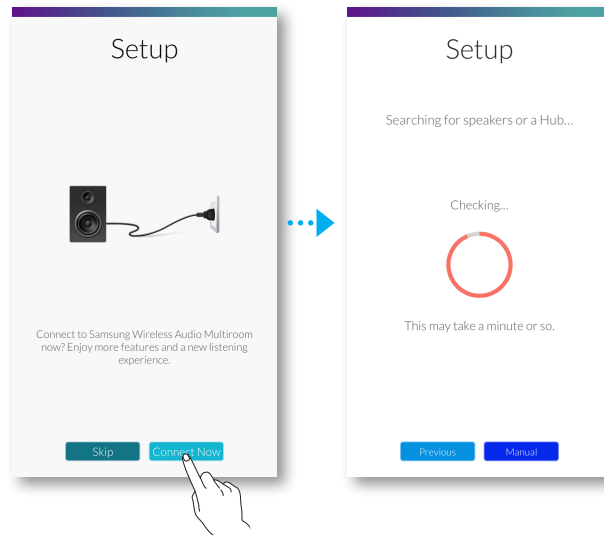 Setup
Connect to Samsung Wireless Audio Multiroom
now? Enjoy more features and a new listening
experience.
Skip
Connect Now
Setup
Searching for speakers or a Hub...
Checking...
This may take a minute or so.
Previous
Manual